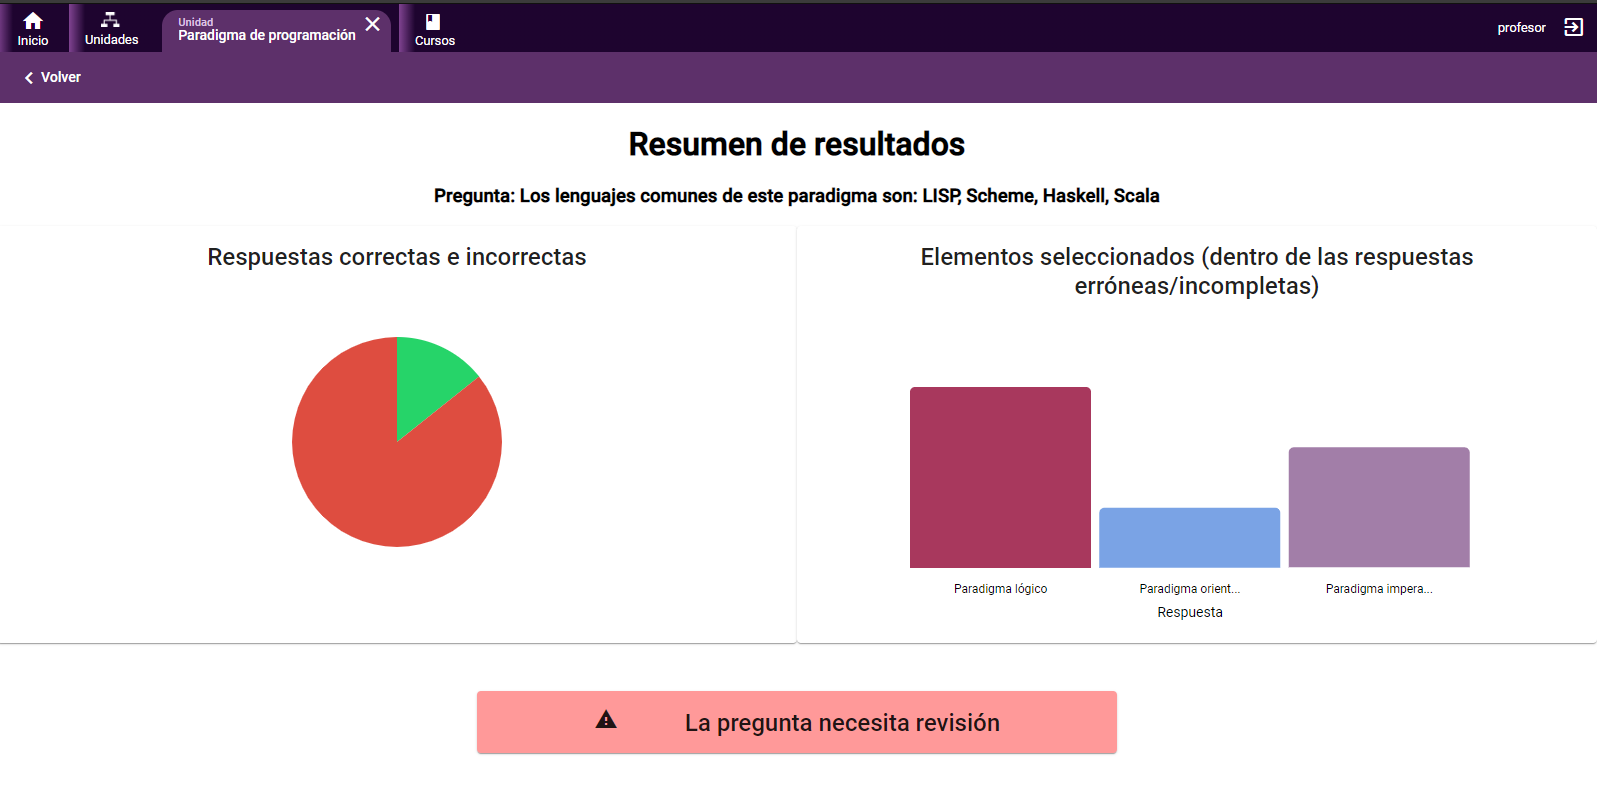 Inicio
Unidades
Unidad
Paradigma de programación
Cursos
profesor
Volver
Resumen de resultados
Pregunta: Los lenguajes comunes de este paradigma son: LISP, Scheme, Haskell, Scala
Respuestas correctas e incorrectas
Elementos seleccionados (dentro de las respuestas
erróneas/incompletas)
Paradigma lógico
Paradigma orient...
Paradigma impera...
Respuesta
La pregunta necesita revisión